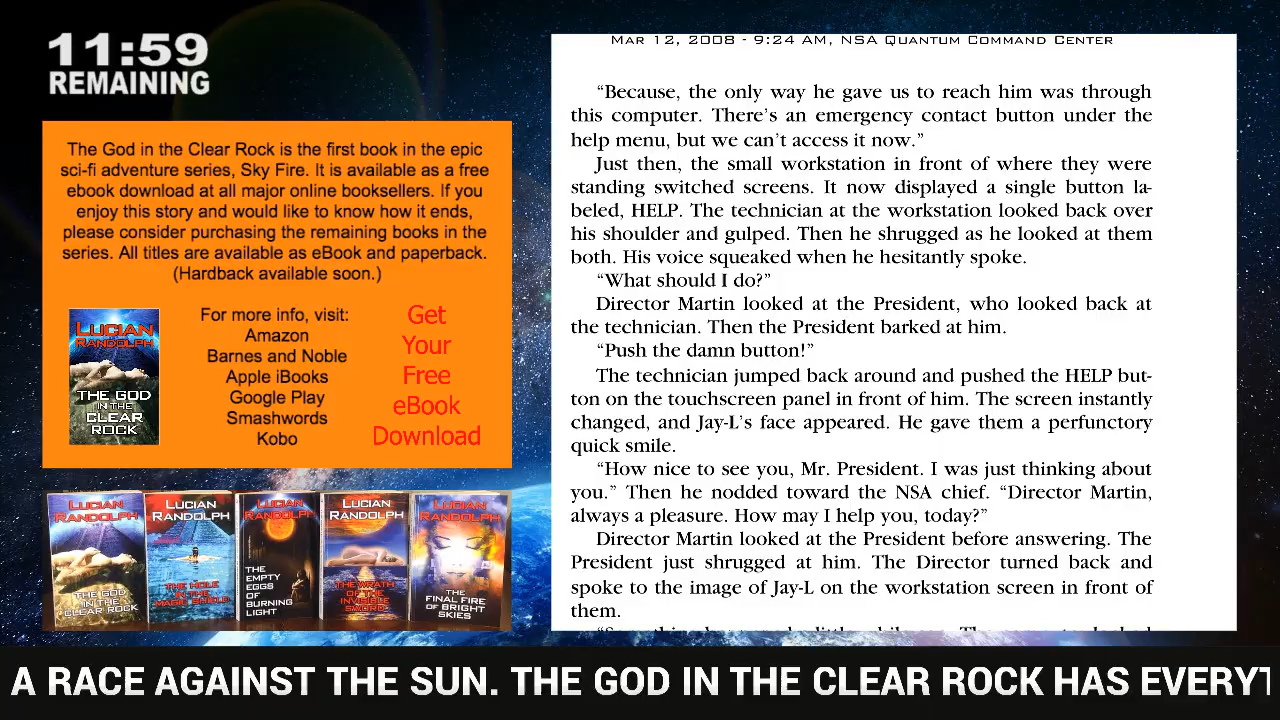 11:59
REMAINING
The God in the Clear Rock is the first book in the epic
sci-fi adventure series, Sky Fire. It is available as a free
ebook download at all major online booksellers. If you
enjoy this story and would like to know how it ends,
please consider purchasing the remaining books in the
series. All titles are available as eBook and paperback.
(Hardback available soon.)
LUCIAN
RANDOLPH
THE GOD
IN THE
CLEAR
ROCK
For more info, visit:
Amazon
Barnes and Noble
Apple iBooks
Google Play
Smashwords
Kobo
Get
Your
Free
eBook
Download
LUCIAN
RANDOLPH
THE GOD
IN THE
CLEAR ROCK
LUCIAN
RANDOLPH
THE HOLE
IN THE
MAGIC SHIELD
LUCIAN
RANDOLPH
THE
EMPTY
EGGS
OF
BURNING
LIGHT
LUCIAN
RANDOLPH
THE WRATH
OF THE
INVISIBLE
SWORD
LUCIAN
RANDOLPH
THE
FINAL FIRE
OF BRIGHT
SKIES
Mar 12, 2008 - 9:24 AM, NSA Quantum Command Center
“Because, the only way he gave us to reach him was through
this computer. There’s an emergency contact button under the
help menu, but we can’t access it now.”
Just then, the small workstation in front of where they were
standing switched screens. It now displayed a single button la-
beled, HELP. The technician at the workstation looked back over
his shoulder and gulped. Then he shrugged as he looked at them
both. His voice squeaked when he hesitantly spoke.
“What should I do?”
Director Martin looked at the President, who looked back at
the technician. Then the President barked at him.
“Push the damn button!”
The technician jumped back around and pushed the HELP but-
ton on the touchscreen panel in front of him. The screen instantly
changed, and Jay-L’s face appeared. He gave them a perfunctory
quick smile.
“How nice to see you, Mr. President. I was just thinking about
you.” Then he nodded toward the NSA chief. “Director Martin,
always a pleasure. How may I help you, today?”
Director Martin looked at the President before answering. The
President just shrugged at him. The Director turned back and
spoke to the image of Jay-L on the workstation screen in front of
them.
A RACE AGAINST THE SUN. THE GOD IN THE CLEAR ROCK HAS EVERYT